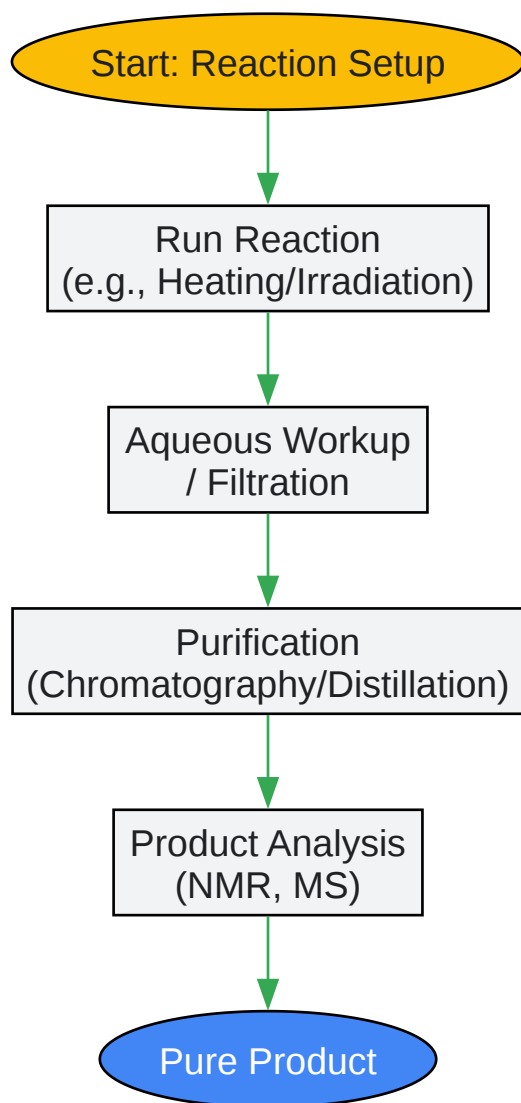 Start: Reaction Setup
Run Reaction
(e.g., Heating/Irradiation)
Aqueous Workup
/ Filtration
Purification
(Chromatography/Distillation)
Product Analysis
(NMR, MS)
Pure Product